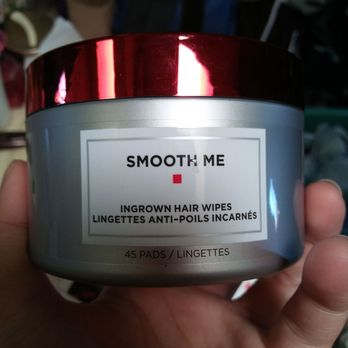 SMOOTH ME
INGROWN HAIR WIPES
LINGETTES ANTI-POILS INCARNÉS
45 PADS / LINGETTES